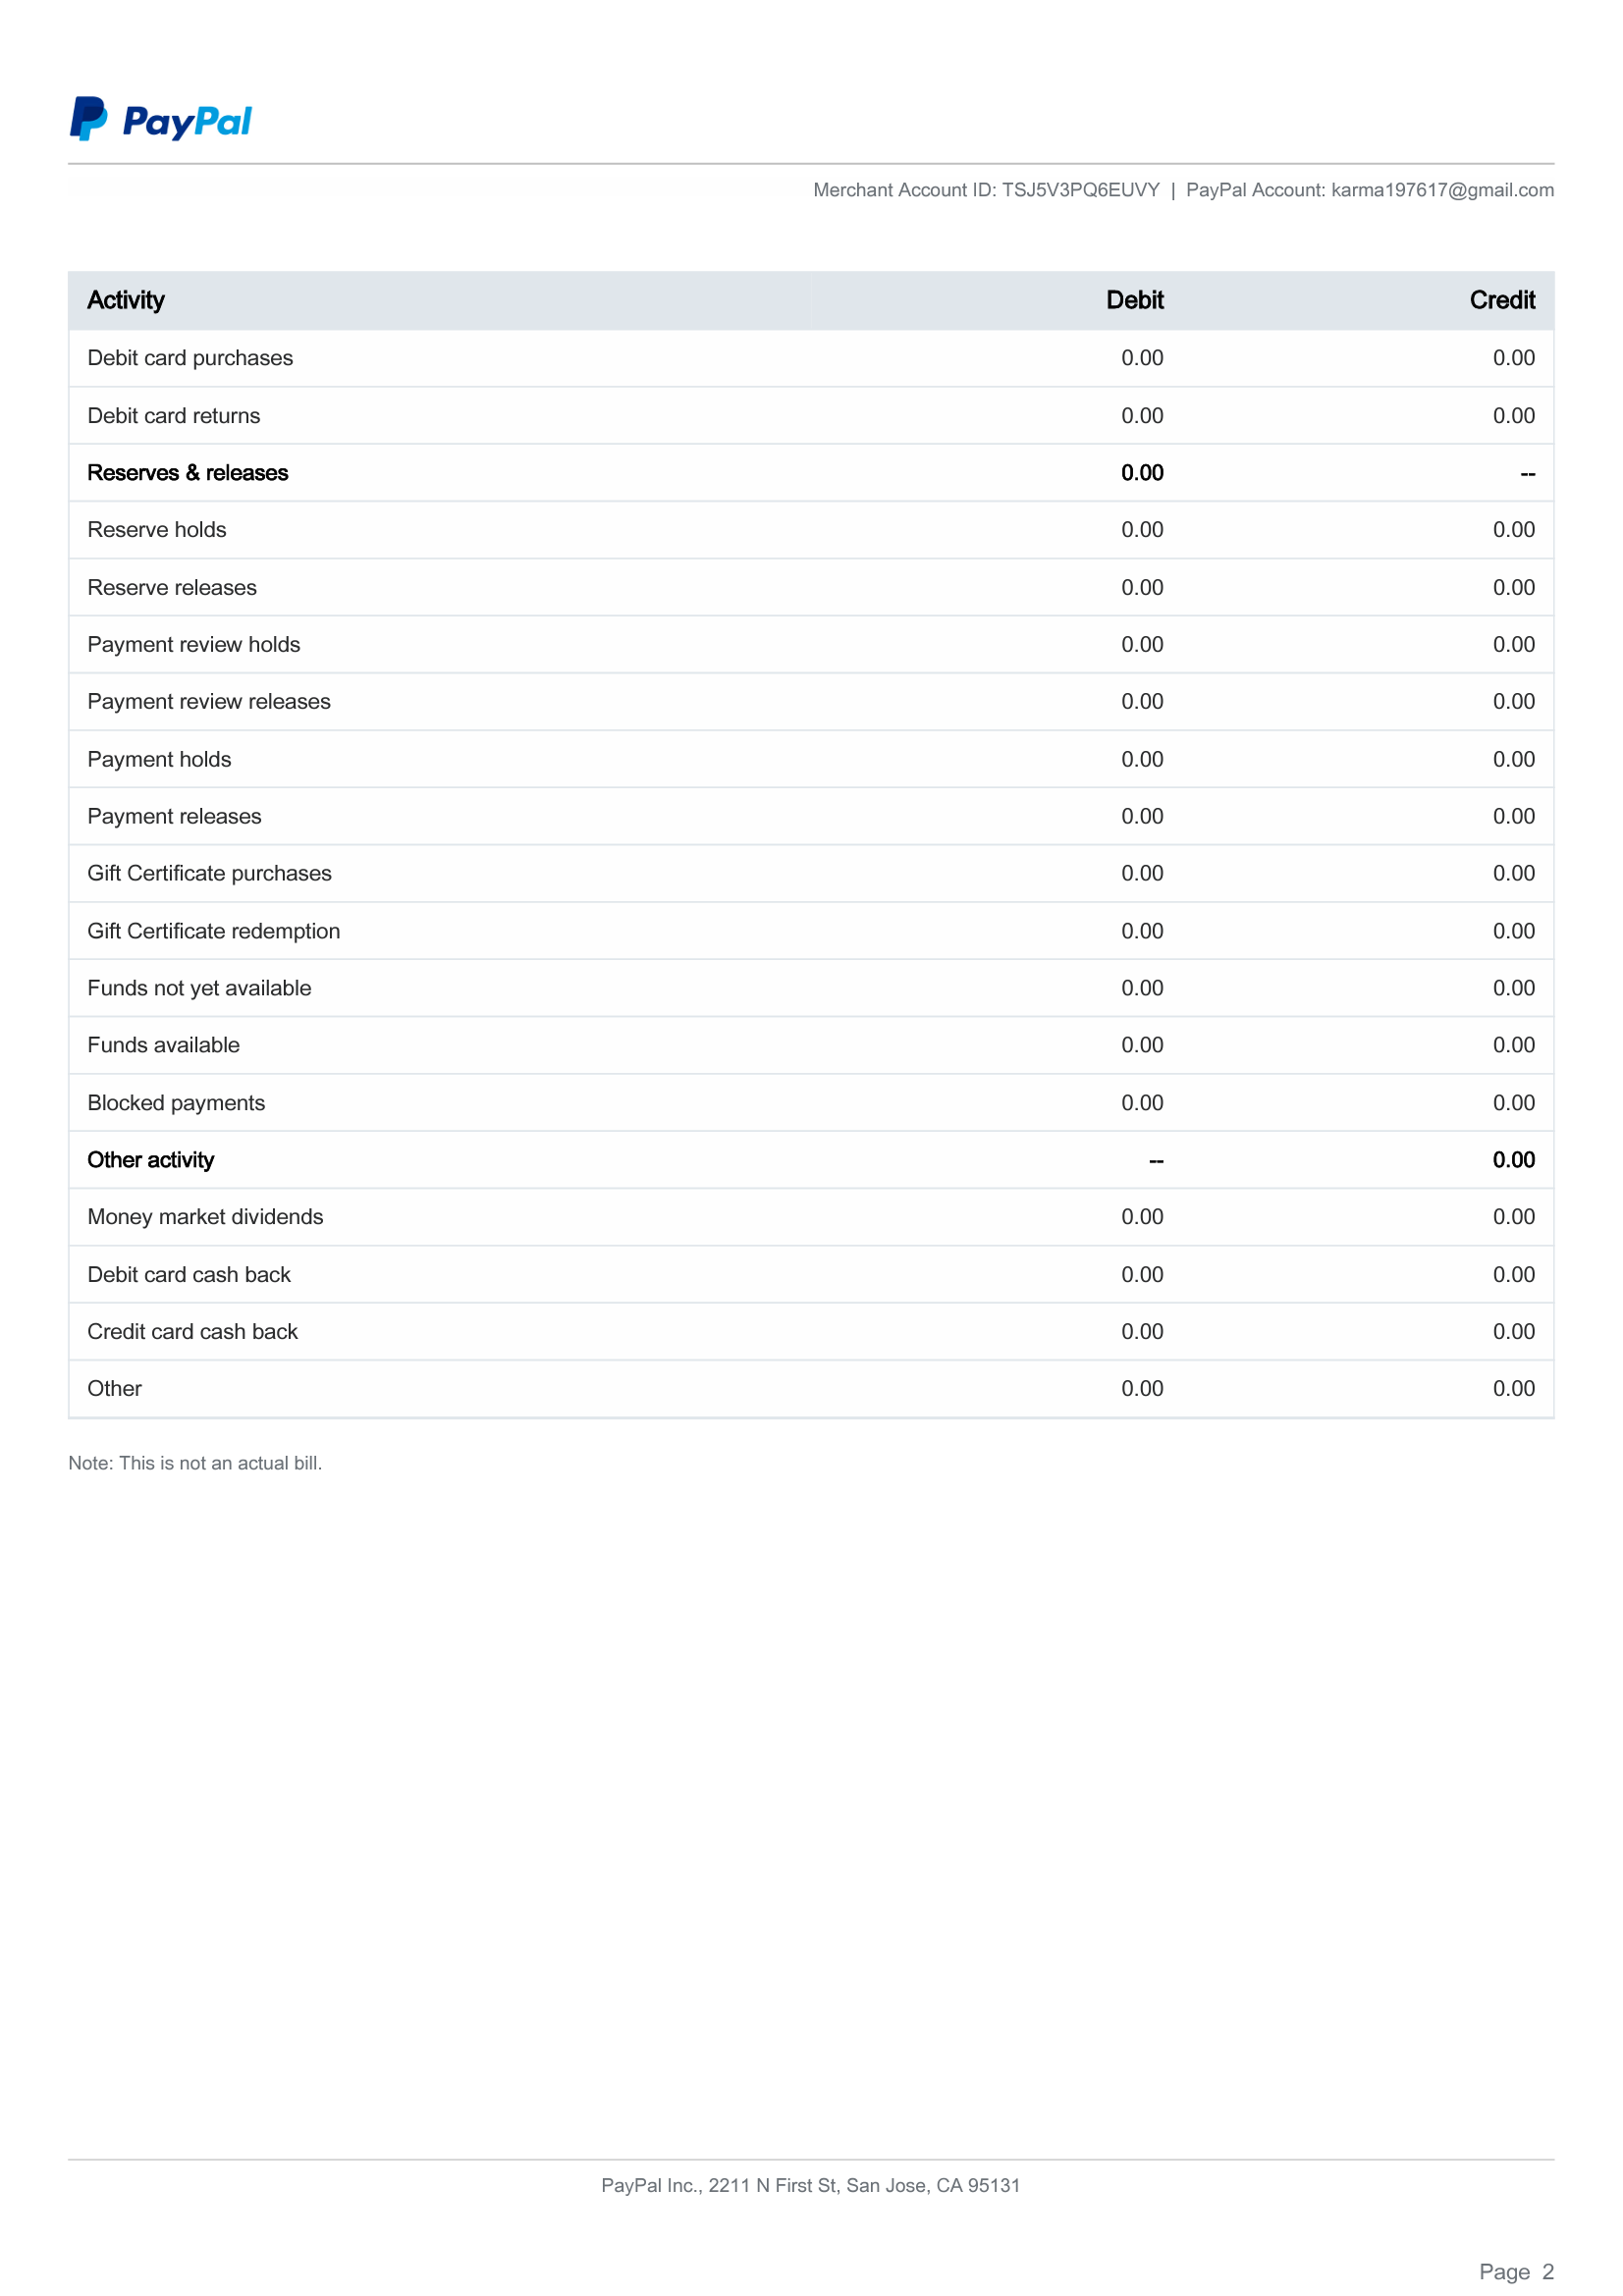 PayPal
Merchant Account ID: TSJ5V3PQ6EUVY | PayPal Account: karma197617@gmail.com
Activity Debit Credit
Debit card purchases 0.00 0.00
Debit card returns 0.00 0.00
Reserves & releases 0.00 --
Reserve holds 0.00 0.00
Reserve releases 0.00 0.00
Payment review holds 0.00 0.00
Payment review releases 0.00 0.00
Payment holds 0.00 0.00
Payment releases 0.00 0.00
Gift Certificate purchases 0.00 0.00
Gift Certificate redemption 0.00 0.00
Funds not yet available 0.00 0.00
Funds available 0.00 0.00
Blocked payments 0.00 0.00
Other activity -- 0.00
Money market dividends 0.00 0.00
Debit card cash back 0.00 0.00
Credit card cash back 0.00 0.00
Other 0.00 0.00
Note: This is not an actual bill.
PayPal Inc., 2211 N First St, San Jose, CA 95131
Page 2